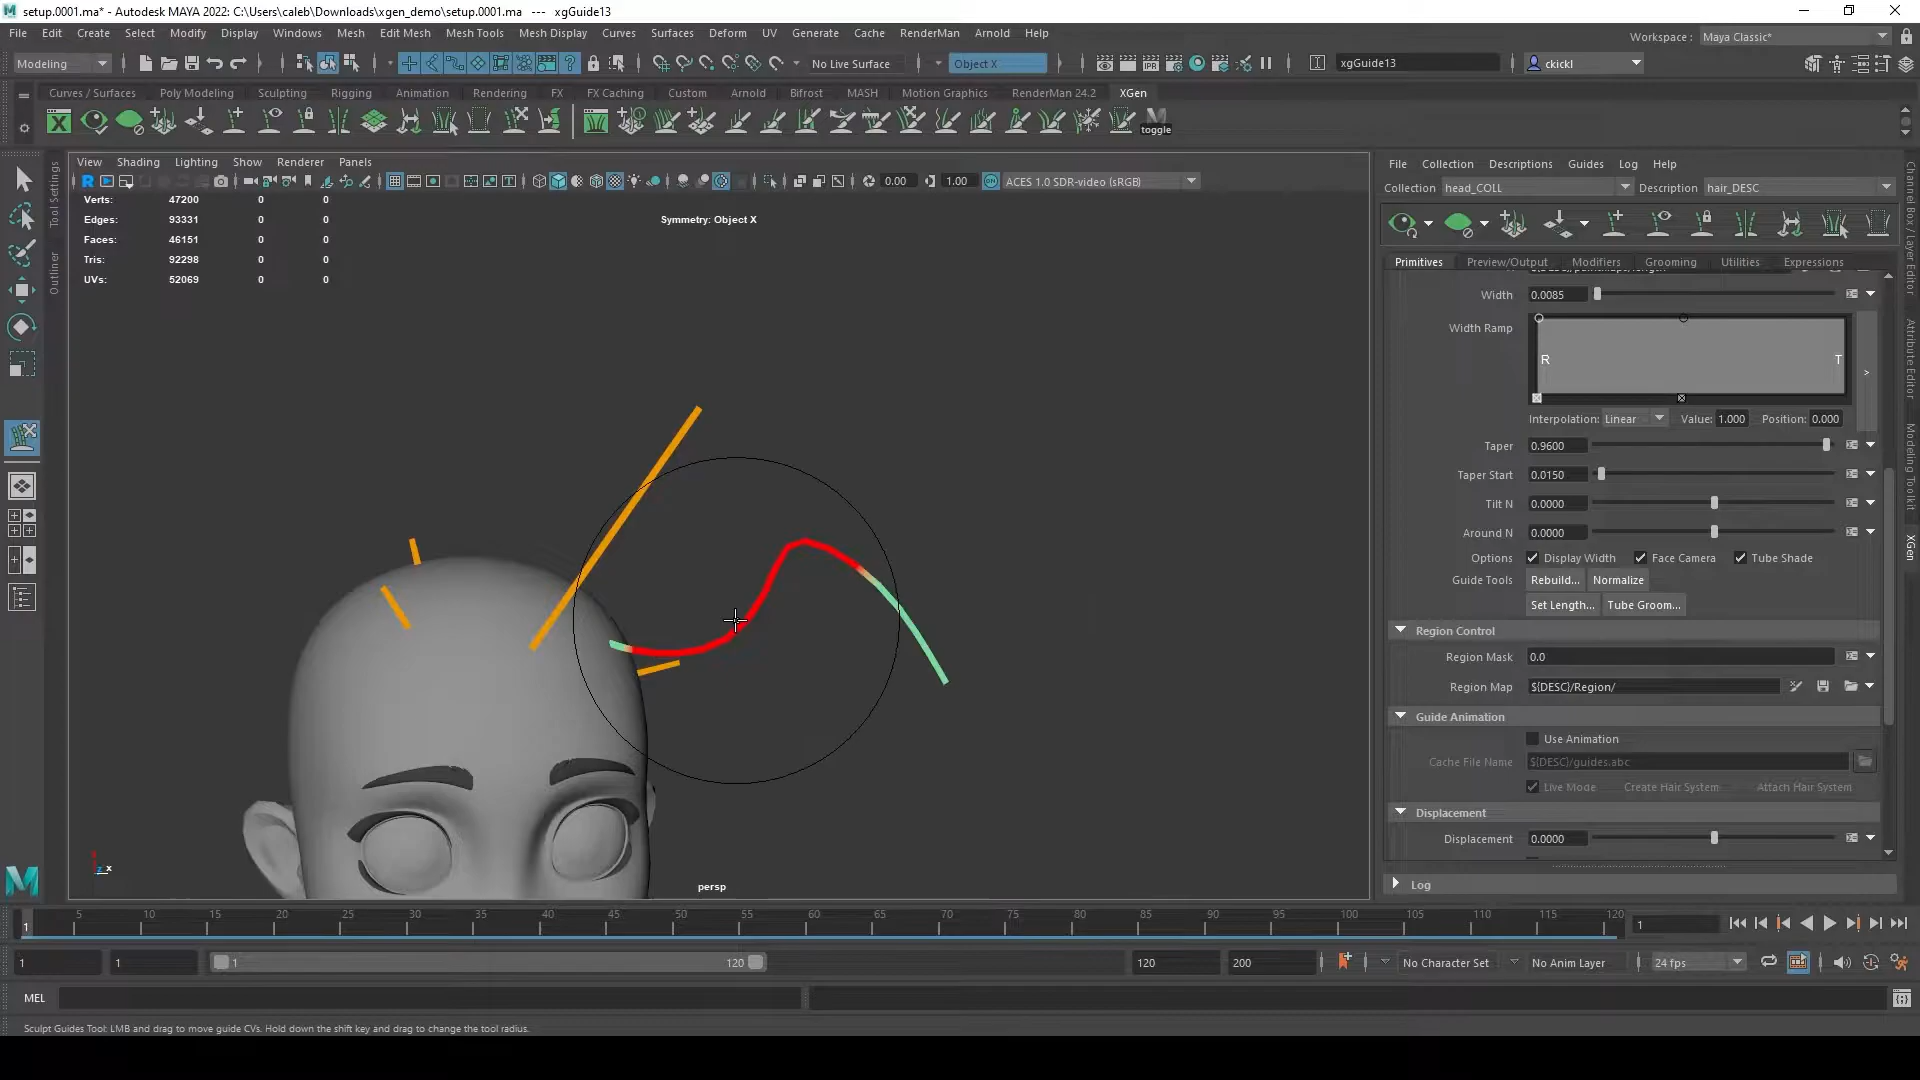 setup.0001.ma* - Autodesk MAYA 2022: C:\Users\caleb\Downloads\xgen_demo\setup.0001.ma --- xgGuide13
File Edit Create Select Modify Display Windows Mesh Edit Mesh Mesh Tools Mesh Display Curves Surfaces Deform UV Generate Cache RenderMan Arnold Help
Workspace : Maya Classic*
Modeling
No Live Surface
Object X
xgGuide13
ckickl
Curves / Surfaces Poly Modeling Sculpting Rigging Animation Rendering FX FX Caching Custom Arnold Bifrost MASH Motion Graphics RenderMan 24.2 XGen
toggle
View Shading Lighting Show Renderer Panels
0.00 1.00 ACES 1.0 SDR-video (sRGB)
Verts: 47200 0 0
Edges: 93331 0 0
Faces: 46151 0 0
Tris: 92298 0 0
UVs: 52069 0 0
Symmetry: Object X
persp
x
Tool Settings
Outliner
File Collection Descriptions Guides Log Help
Collection head_COLL Description hair_DESC
Primitives Preview/Output Modifiers Grooming Utilities Expressions
Width 0.0085
Width Ramp
R T
>
Interpolation: Linear Value: 1.000 Position: 0.000
Taper 0.9600
Taper Start 0.0150
Tilt N 0.0000
Around N 0.0000
Options Display Width Face Camera Tube Shade
Guide Tools Rebuild... Normalize
Set Length... Tube Groom...
Region Control
Region Mask 0.0
Region Map ${DESC}/Region/
Guide Animation
Use Animation
Cache File Name ${DESC}/guides.abc
Live Mode Create Hair System Attach Hair System
Displacement
Displacement 0.0000
Log
Channel Box / Layer Editor
Attribute Editor
Modeling Toolkit
XGen
5 10 15 20 25 30 35 40 45 50 55 60 65 70 75 80 85 90 95 100 105 110 115 120
1
1
1 1 1 120 120 200 No Character Set No Anim Layer 24 fps
MEL
Sculpt Guides Tool: LMB and drag to move guide CVs. Hold down the shift key and drag to change the tool radius.